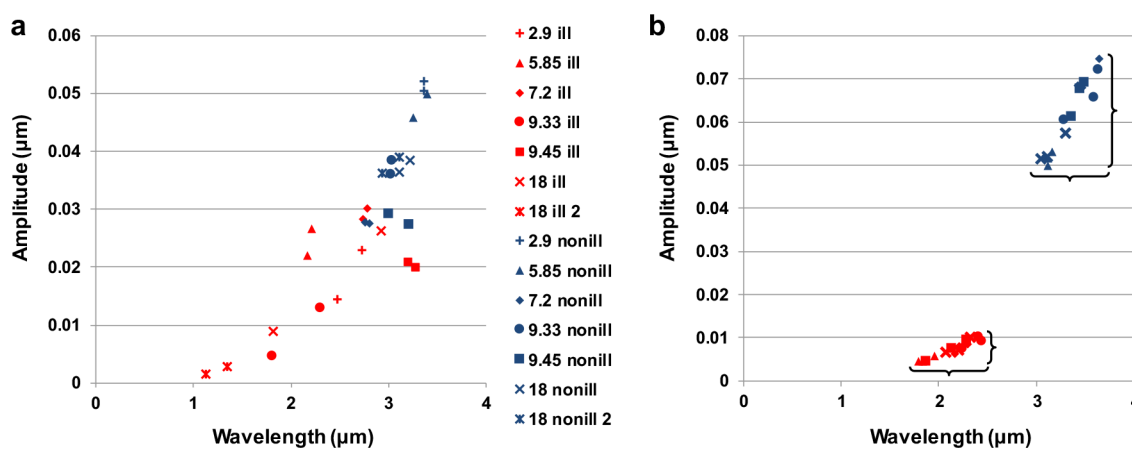 a
0.06
0.05
0.04
0.03
0.02
0.01
0
Amplitude (µm)
0 1 2 3 4
Wavelength (µm)
2.9 ill
5.85 ill
7.2 ill
9.33 ill
9.45 ill
18 ill
18 ill 2
2.9 nonill
5.85 nonill
7.2 nonill
9.33 nonill
9.45 nonill
18 nonill
18 nonill 2
b
0.08
0.07
0.06
0.05
0.04
0.03
0.02
0.01
0
Amplitude (µm)
0 1 2 3 4
Wavelength (µm)